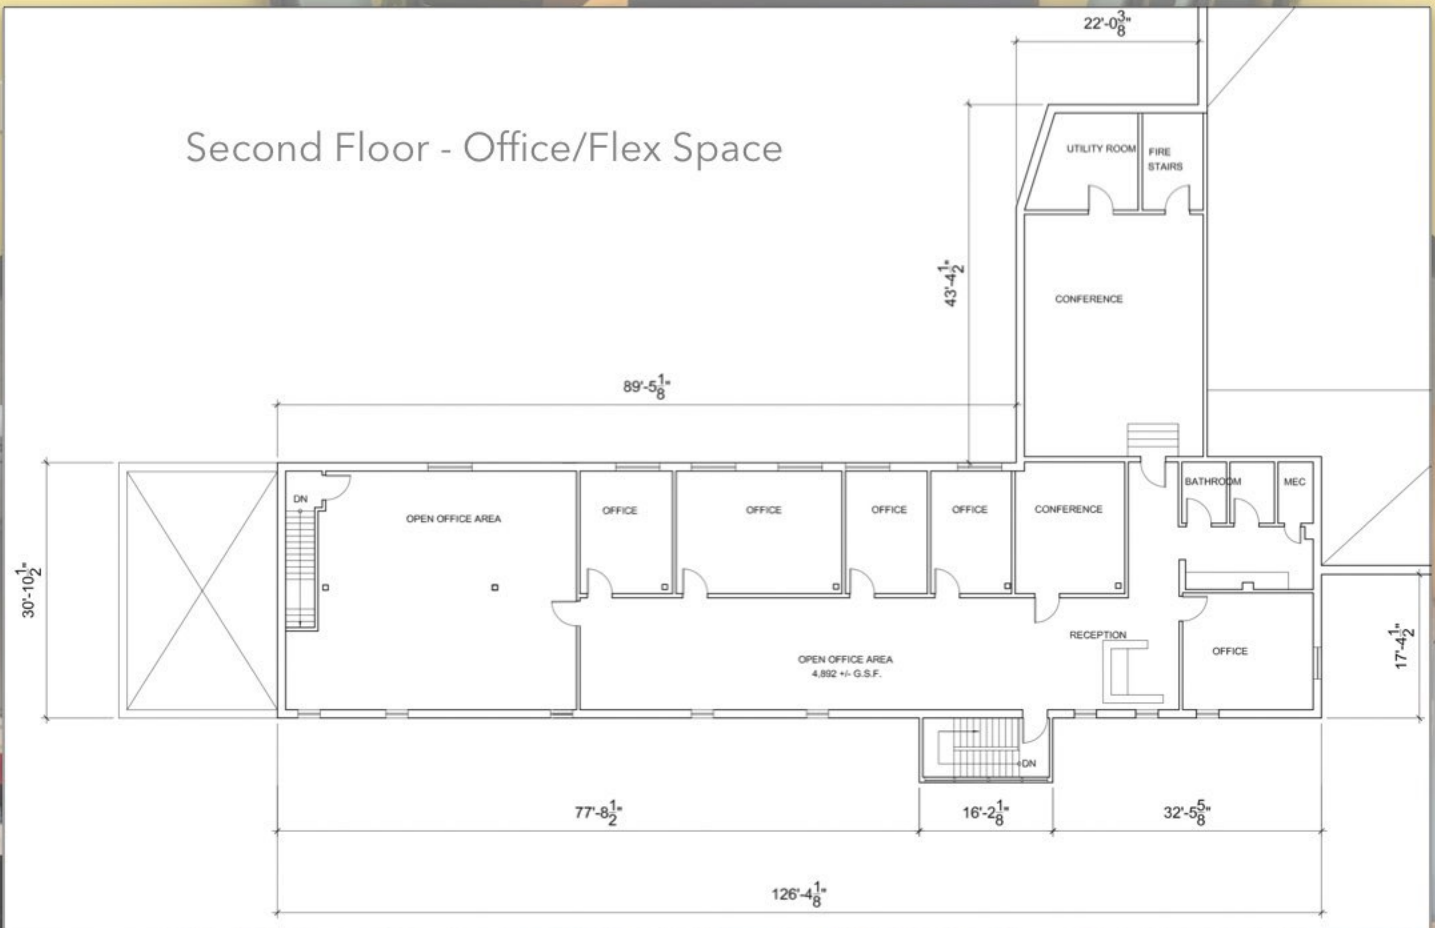 22'-0 3/8"
Second Floor - Office/Flex Space
UTILITY ROOM
FIRE
STAIRS
43'-4 1/2"
CONFERENCE
89'-5 1/8"
DN
OPEN OFFICE AREA
OFFICE
OFFICE
OFFICE
OFFICE
CONFERENCE
BATHROOM
MEC
30'-10 1/2"
RECEPTION
OFFICE
17'-4 1/2"
OPEN OFFICE AREA
4,892 +/- G.S.F.
DN
77'-8 1/2"
16'-2 1/8"
32'-5 5/8"
126'-4 1/8"